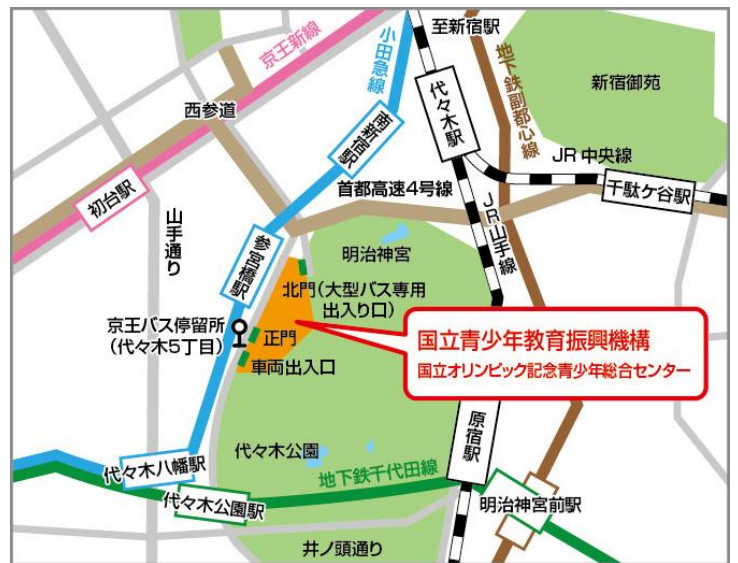 至新宿駅
京王新線
小田急線
地下鉄副都心線
新宿御苑
代々木駅
西参道
南新宿駅
JR中央線
初台駅
首都高速4号線
千駄ケ谷駅
山手通り
参宮橋駅
JR山手線
明治神宮
北門(大型バス専用
出入り口)
京王バス停留所
(代々木5丁目)
正門
国立青少年教育振興機構
国立オリンピック記念青少年総合センター
車両出入口
原宿駅
代々木公園
代々木八幡駅
地下鉄千代田線
代々木公園駅
明治神宮前駅
井ノ頭通り